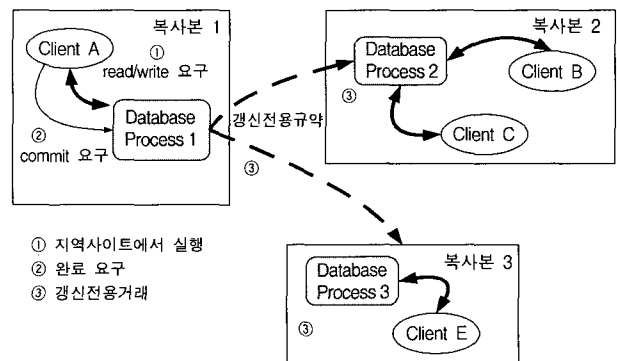 복사본 1
Client A
①
read/write 요구
②
commit 요구
Database
Process 1
갱신전용규약
③
복사본 2
Database
Process 2
③
Client B
Client C
① 지역사이트에서 실행
② 완료 요구
③ 갱신전용거래
복사본 3
Database
Process 3
③
Client E